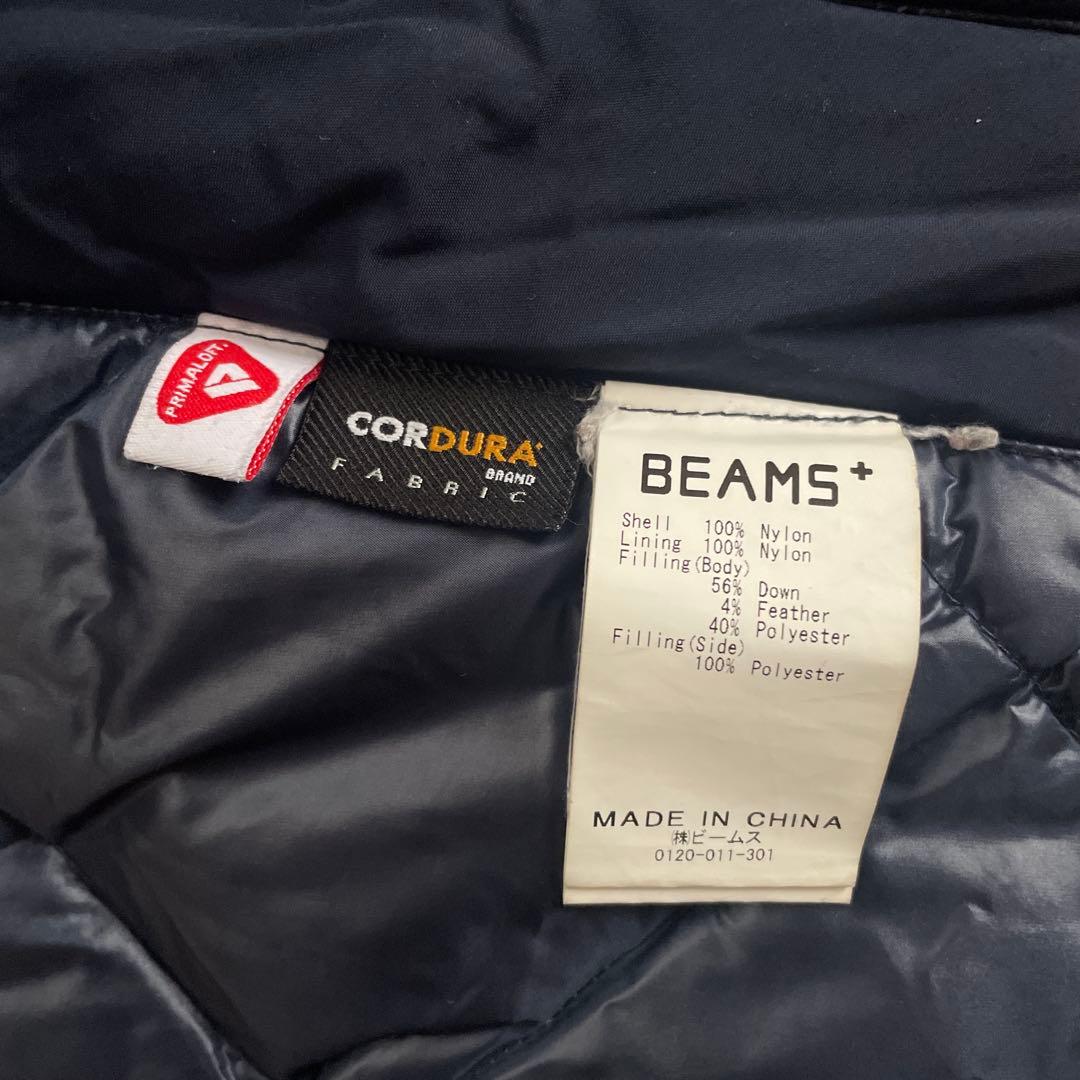 PRIMALOFT.
CORDURA
BRAND
FABRIC
BEAMS+
Shell 100% Nylon
Lining 100% Nylon
Filling(Body)
56% Down
4% Feather
40% Polyester
Filling(Side)
100% Polyester
MADE IN CHINA
㈱ビームス
0120-011-301